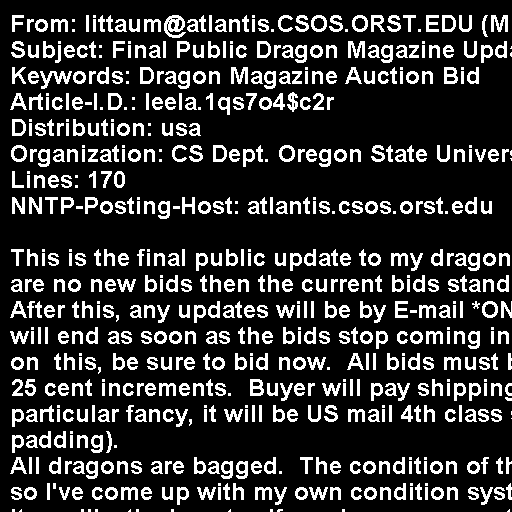 From: littaum@atlantis.CSOS.ORST.EDU (M
Subject: Final Public Dragon Magazine Upda
Keywords: Dragon Magazine Auction Bid
Article-I.D.: leela.1qs7o4$c2r
Distribution: usa
Organization: CS Dept. Oregon State Univers
Lines: 170
NNTP-Posting-Host: atlantis.csos.orst.edu

This is the final public update to my dragon
are no new bids then the current bids stand
After this, any updates will be by E-mail *ON
will end as soon as the bids stop coming in
on  this, be sure to bid now.  All bids must b
25 cent increments.  Buyer will pay shipping
particular fancy, it will be US mail 4th class
padding).
All dragons are bagged.  The condition of th
so I've come up with my own condition syst